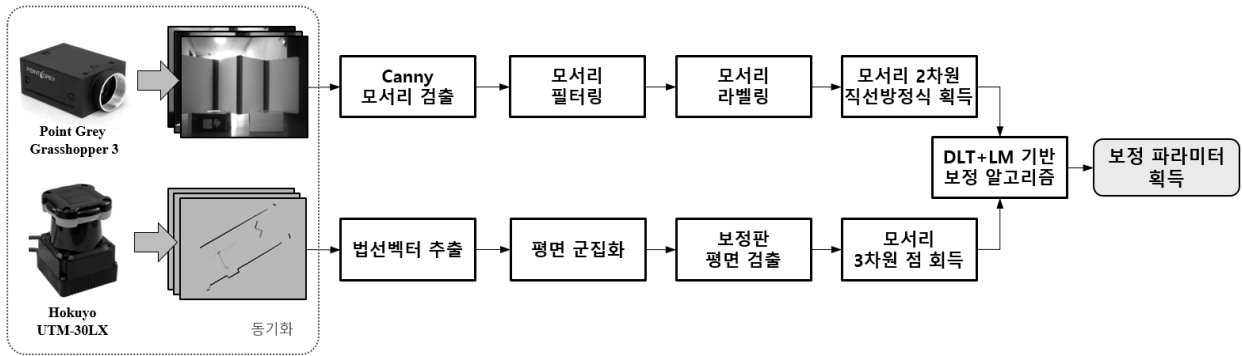 POINT GREY
Point Grey
Grasshopper 3
Canny
모서리 검출
모서리
필터링
모서리
라벨링
모서리 2차원
직선방정식 획득
DLT+LM 기반
보정 알고리즘
보정 파라미터
획득
Hokuyo
UTM-30LX
동기화
법선벡터 추출
평면 군집화
보정판
평면 검출
모서리
3차원 점 회득